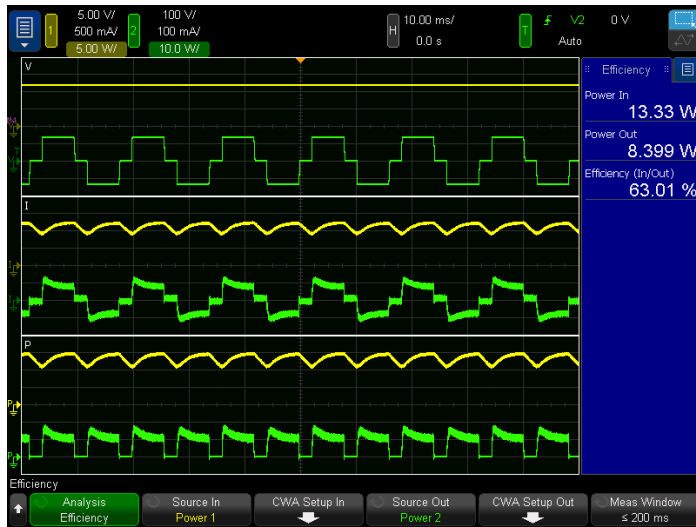 1
5.00 V/
500 mA/
5.00 W/
2
100 V/
100 mA/
10.0 W/
H
10.00 ms/
0.0 s
T
V2
0 V
Auto
V
I
P
Efficiency
Power In
13.33 W
Power Out
8.399 W
Efficiency (In/Out)
63.01 %
Efficiency
Analysis
Efficiency
Source In
Power 1
CWA Setup In
Source Out
Power 2
CWA Setup Out
Meas Window
≤ 200 ms